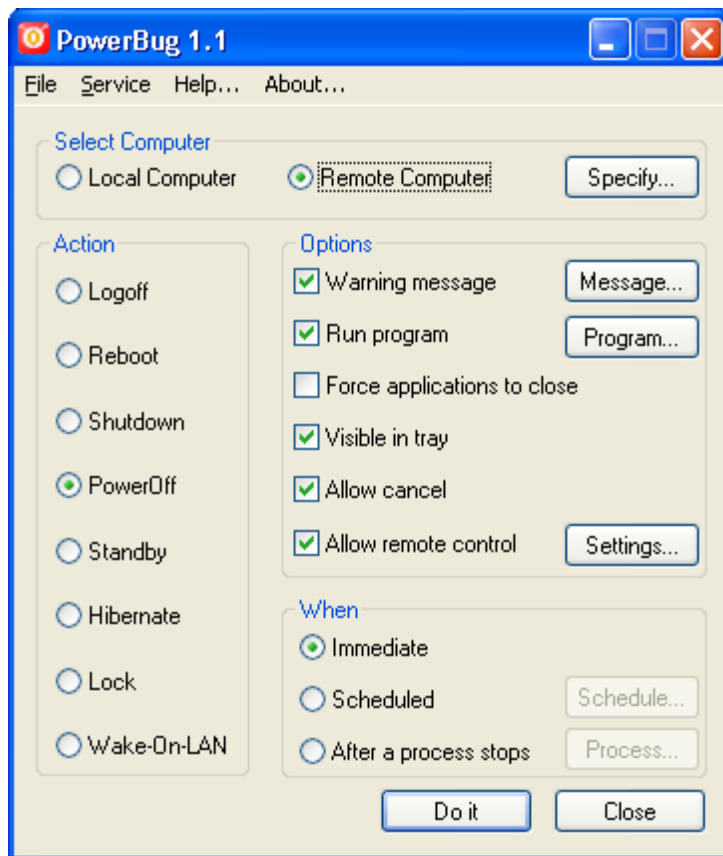 PowerBug 1.1
File Service Help... About...
Select Computer
Local Computer Remote Computer Specify...
Action
Logoff
Reboot
Shutdown
PowerOff
Standby
Hibernate
Lock
Wake-On-LAN
Options
Warning message Message...
Run program Program...
Force applications to close
Visible in tray
Allow cancel
Allow remote control Settings...
When
Immediate
Scheduled Schedule...
After a process stops Process...
Do it Close